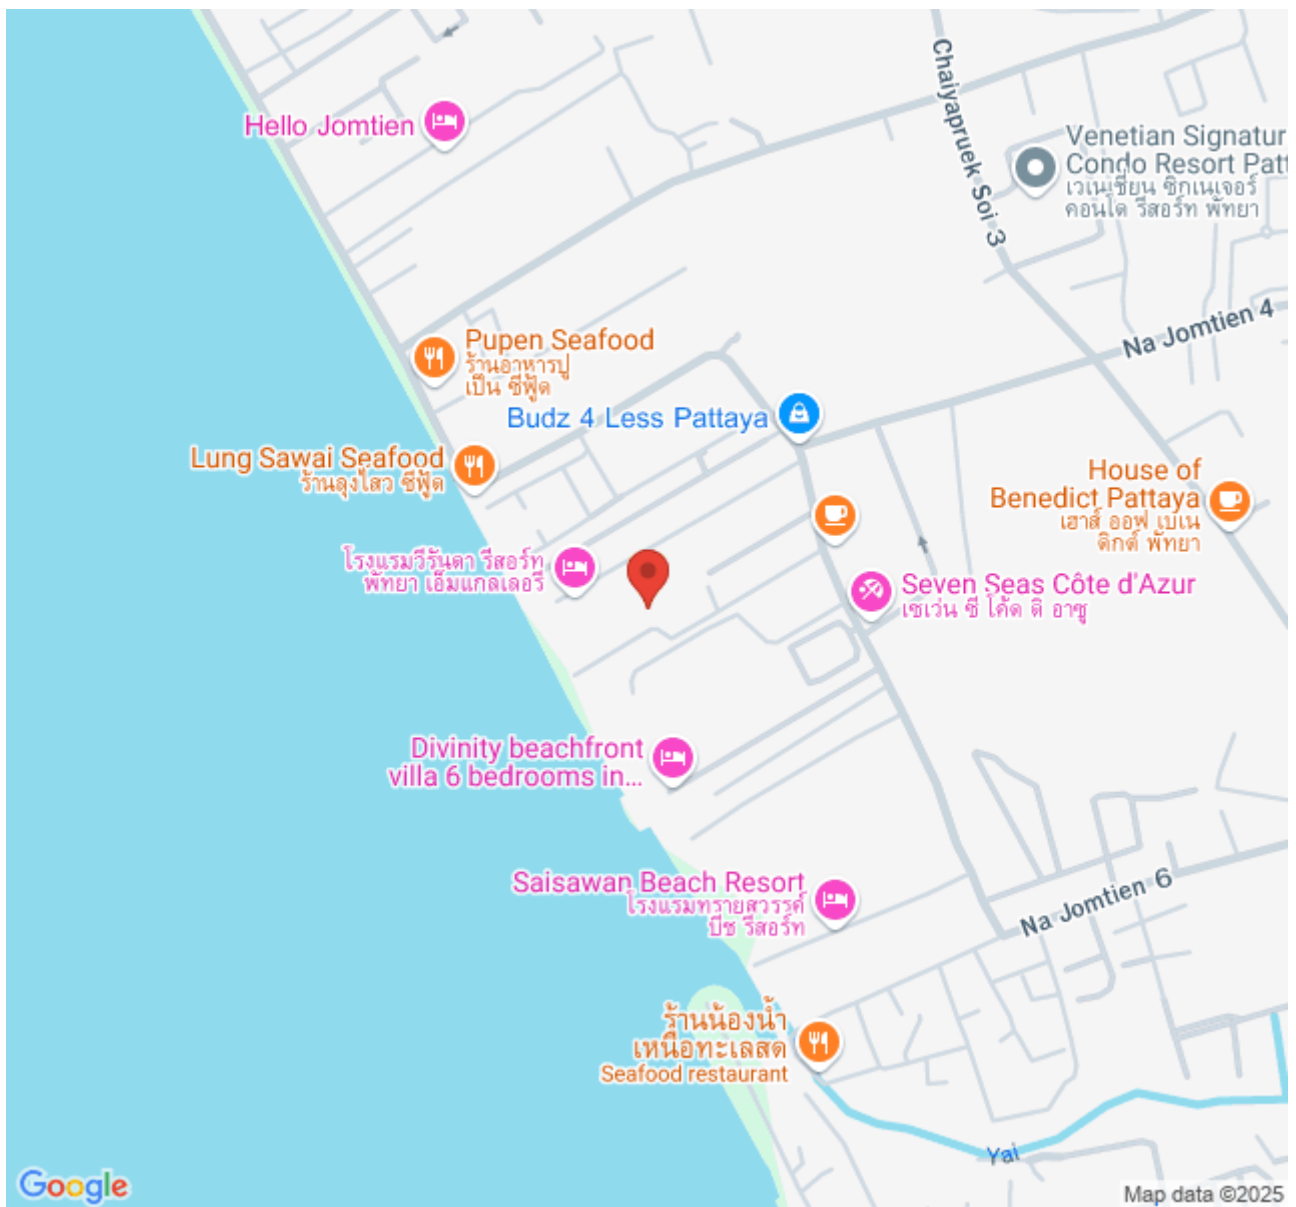 Hello Jomtien
Chaiyapruek Soi 3
Venetian Signatur
Condo Resort Patt
เวเนเชี่ยน ซิกเนเจอร์
คอนโด รีสอร์ท พัทยา
Na Jomtien 4
Pupen Seafood
ร้านอาหารปู
เป็น ซีฟู้ด
Budz 4 Less Pattaya
Lung Sawai Seafood
ร้านลุงไสว ซีฟู้ด
House of
Benedict Pattaya
เฮาส์ ออฟ เบเน
ดิกต์ พัทยา
โรงแรมวีรันดา รีสอร์ท
พัทยา เอ็มแกลเลอรี
Seven Seas Côte d'Azur
เซเว่น ซี โค้ด ดิ อาซู
Divinity beachfront
villa 6 bedrooms in...
Saisawan Beach Resort
โรงแรมทรายสวรรค์
บีช รีสอร์ท
Na Jomtien 6
ร้านน้องน้ำ
เหนือทะเลสด
Seafood restaurant
Yai
Google
Map data ©2025